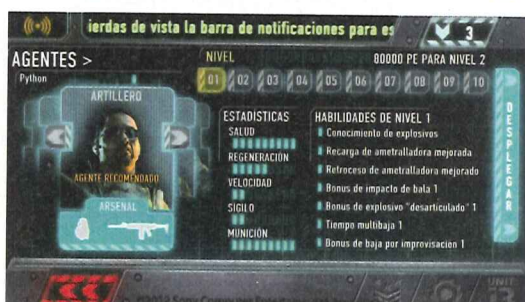 ierdas de vista la barra de notificaciones para es
3
AGENTES >
Python
ARTILLERO
AGENTE RECOMENDADO
ARSENAL
NIVEL
80000 PE PARA NIVEL 2
01 02 03 04 05 06 07 08 09 10
ESTADÍSTICAS
SALUD
REGENERACIÓN
VELOCIDAD
SIGILO
MUNICIÓN
HABILIDADES DE NIVEL 1
Conocimiento de explosivos
Recarga de ametralladora mejorada
Retroceso de ametralladora mejorado
Bonus de impacto de bala 1
Bonus de explosivo "desarticulado" 1
Tiempo multibaja 1
Bonus de baja por improvisación 1
DESPLEGAR
UNIT